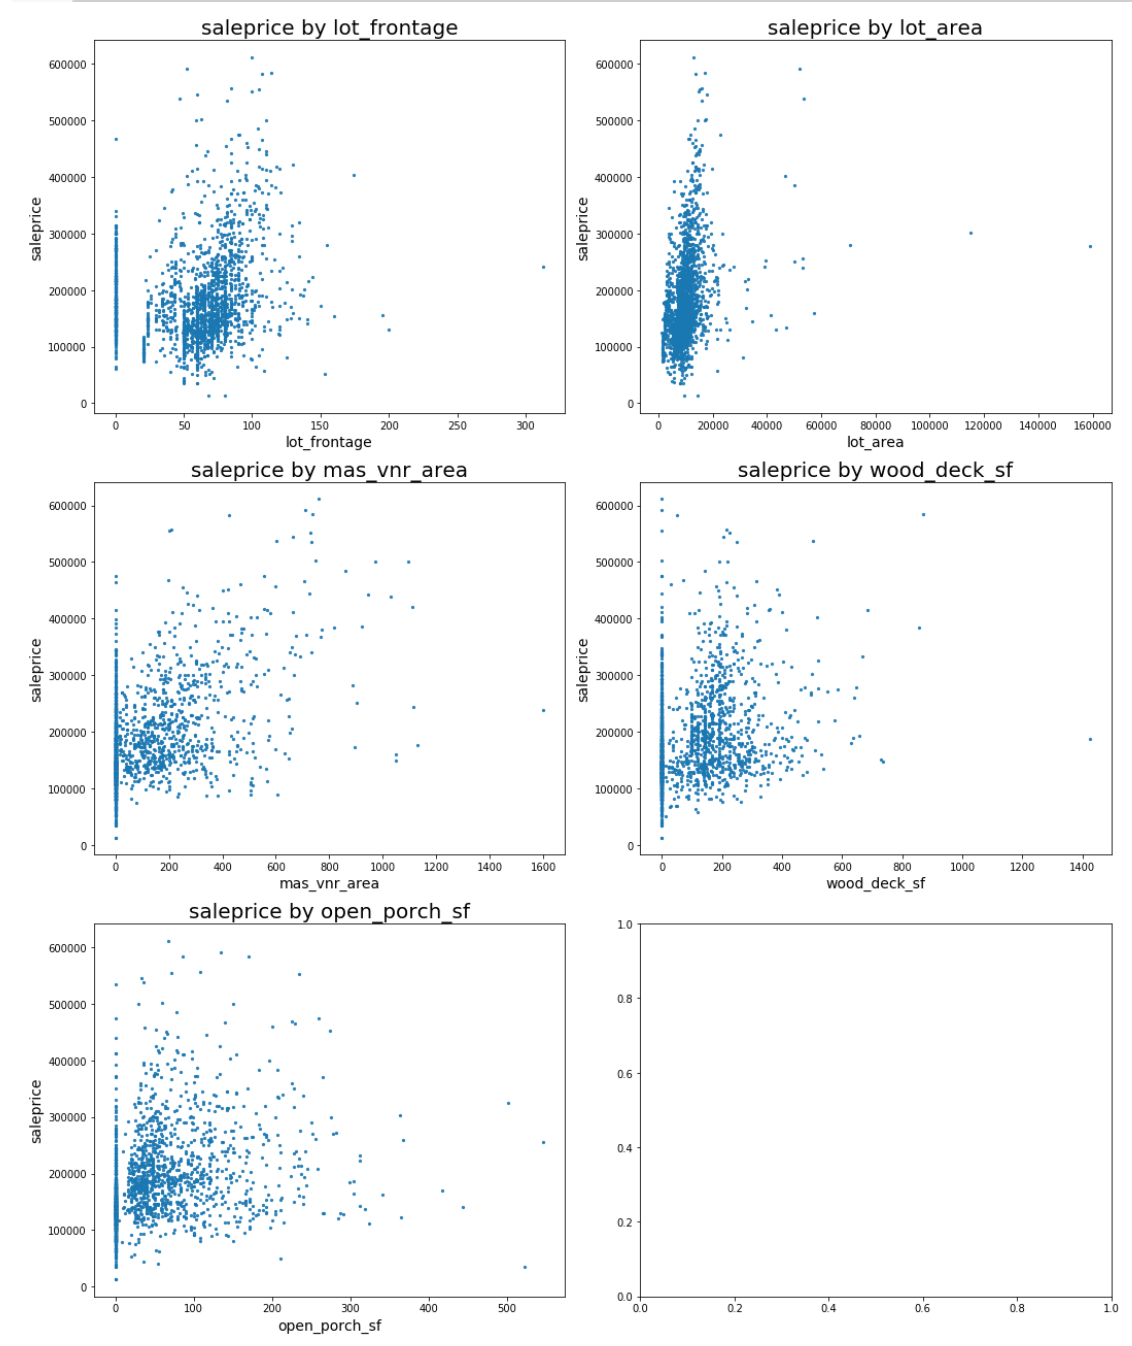 saleprice by lot_frontage
600000
500000
400000
300000
200000
100000
0
saleprice
0 50 100 150 200 250 300
lot_frontage
saleprice by lot_area
600000
500000
400000
300000
200000
100000
0
saleprice
0 20000 40000 60000 80000 100000 120000 140000 160000
lot_area
saleprice by mas_vnr_area
600000
500000
400000
300000
200000
100000
0
saleprice
0 200 400 600 800 1000 1200 1400 1600
mas_vnr_area
saleprice by wood_deck_sf
600000
500000
400000
300000
200000
100000
0
saleprice
0 200 400 600 800 1000 1200 1400
wood_deck_sf
saleprice by open_porch_sf
600000
500000
400000
300000
200000
100000
0
saleprice
0 100 200 300 400 500
open_porch_sf
1.0
0.8
0.6
0.4
0.2
0.0
0.0 0.2 0.4 0.6 0.8 1.0